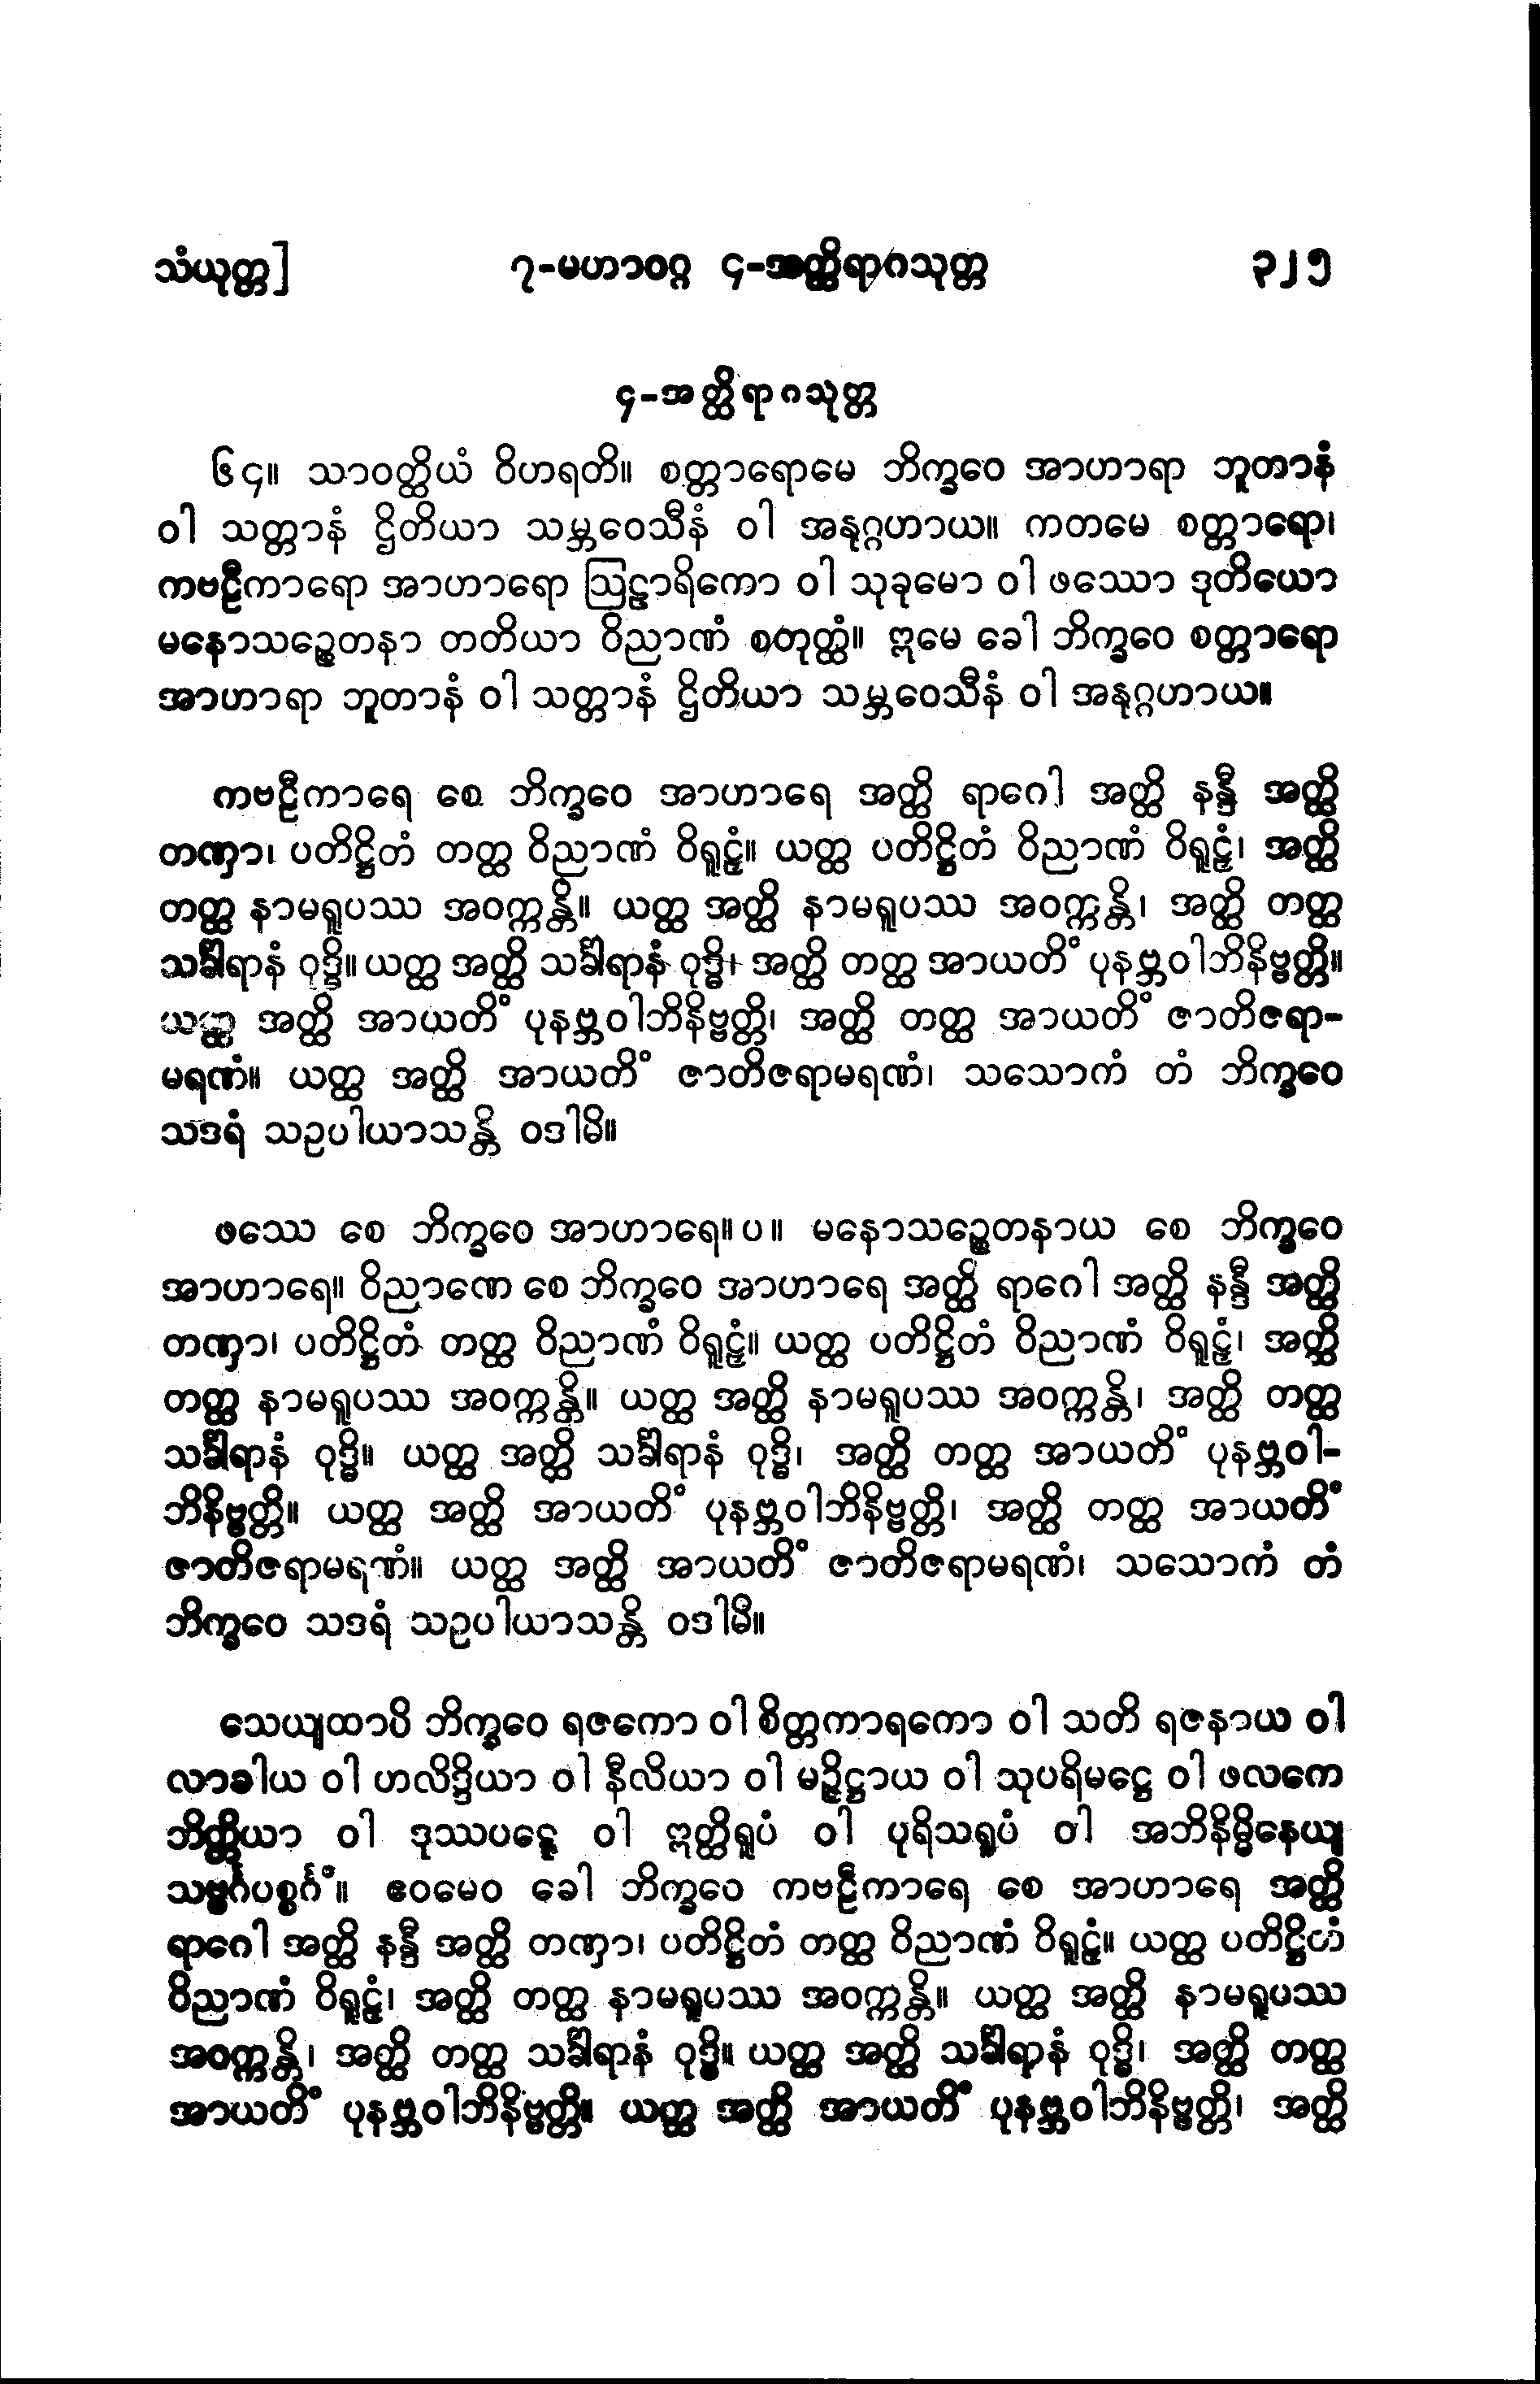 သံယုတ္တ] ၇-မဟာဝဂ္ဂ ၄-အတ္ထိရာဂသုတ္တ ၃၂၅
၄-အတ္ထိရာဂသုတ္တ
၆၄။ သာဝတ္ထိယံ ဝိဟရတိ။ စတ္တာရောမေ ဘိက္ခဝေ အာဟာရာ ဘူတာနံ
ဝါ သတ္တာနံ ဌိတိယာ သမ္ဘဝေသီနံ ဝါ အနုဂ္ဂဟာယ။ ကတမေ စတ္တာရော၊
ကဗဠီကာရော အာဟာရော ဩဠာရိကော ဝါ သုခုမော ဝါ ဖဿော ဒုတိယော
မနောသဉ္စေတနာ တတိယာ ဝိညာဏံ စတုတ္ထံ။ ဣမေ ခေါ ဘိက္ခဝေ စတ္တာရော
အာဟာရာ ဘူတာနံ ဝါ သတ္တာနံ ဌိတိယာ သမ္ဘဝေသီနံ ဝါ အနုဂ္ဂဟာယ။
ကဗဠီကာရေ စေ ဘိက္ခဝေ အာဟာရေ အတ္ထိ ရာဂေါ အတ္ထိ နန္ဒီ အတ္ထိ
တဏှာ၊ ပတိဋ္ဌိတံ တတ္ထ ဝိညာဏံ ဝိရူဠှံ။ ယတ္ထ ပတိဋ္ဌိတံ ဝိညာဏံ ဝိရူဠှံ၊ အတ္ထိ
တတ္ထ နာမရူပဿ အဝက္ကန္တိ။ ယတ္ထ အတ္ထိ နာမရူပဿ အဝက္ကန္တိ၊ အတ္ထိ တတ္ထ
သင်္ခါရာနံ ဝုဒ္ဓိ။ ယတ္ထ အတ္ထိ သင်္ခါရာနံ ဝုဒ္ဓိ၊ အတ္ထိ တတ္ထ အာယတိံ ပုနဗ္ဘဝါဘိနိဗ္ဗတ္တိ။
ယတ္ထ အတ္ထိ အာယတိံ ပုနဗ္ဘဝါဘိနိဗ္ဗတ္တိ၊ အတ္ထိ တတ္ထ အာယတိံ ဇာတိဇရာ-
မရဏံ။ ယတ္ထ အတ္ထိ အာယတိံ ဇာတိဇရာမရဏံ၊ သသောကံ တံ ဘိက္ခဝေ
သဒရံ သဥပါယာသန္တိ ဝဒါမိ။
ဖဿေ စေ ဘိက္ခဝေ အာဟာရေ။ ပ။ မနောသဉ္စေတနာယ စေ ဘိက္ခဝေ
အာဟာရေ။ ဝိညာဏေ စေ ဘိက္ခဝေ အာဟာရေ အတ္ထိ ရာဂေါ အတ္ထိ နန္ဒီ အတ္ထိ
တဏှာ၊ ပတိဋ္ဌိတံ တတ္ထ ဝိညာဏံ ဝိရူဠှံ။ ယတ္ထ ပတိဋ္ဌိတံ ဝိညာဏံ ဝိရူဠှံ၊ အတ္ထိ
တတ္ထ နာမရူပဿ အဝက္ကန္တိ။ ယတ္ထ အတ္ထိ နာမရူပဿ အဝက္ကန္တိ၊ အတ္ထိ တတ္ထ
သင်္ခါရာနံ ဝုဒ္ဓိ။ ယတ္ထ အတ္ထိ သင်္ခါရာနံ ဝုဒ္ဓိ၊ အတ္ထိ တတ္ထ အာယတိံ ပုနဗ္ဘဝါ-
ဘိနိဗ္ဗတ္တိ။ ယတ္ထ အတ္ထိ အာယတိံ ပုနဗ္ဘဝါဘိနိဗ္ဗတ္တိ၊ အတ္ထိ တတ္ထ အာယတိံ
ဇာတိဇရာမရဏံ။ ယတ္ထ အတ္ထိ အာယတိံ ဇာတိဇရာမရဏံ၊ သသောကံ တံ
ဘိက္ခဝေ သဒရံ သဥပါယာသန္တိ ဝဒါမိ။
သေယျထာပိ ဘိက္ခဝေ ရဇကော ဝါ စိတ္တကာရကော ဝါ သတိ ရဇနာယ ဝါ
လာခါယ ဝါ ဟလိဒ္ဒိယာ ဝါ နီလိယာ ဝါ မဉ္ဇိဋ္ဌာယ ဝါ သုပရိမဋ္ဌေ ဝါ ဖလကေ
ဘိတ္တိယာ ဝါ ဒုဿပဋ္ဋေ ဝါ ဣတ္ထိရူပံ ဝါ ပုရိသရူပံ ဝါ အဘိနိမ္မိနေယျ
သဗ္ဗင်္ဂပစ္စင်္ဂံ။ ဧဝမေဝ ခေါ ဘိက္ခဝေ ကဗဠီကာရေ စေ အာဟာရေ အတ္ထိ
ရာဂေါ အတ္ထိ နန္ဒီ အတ္ထိ တဏှာ၊ ပတိဋ္ဌိတံ တတ္ထ ဝိညာဏံ ဝိရူဠှံ။ ယတ္ထ ပတိဋ္ဌိတံ
ဝိညာဏံ ဝိရူဠှံ၊ အတ္ထိ တတ္ထ နာမရူပဿ အဝက္ကန္တိ။ ယတ္ထ အတ္ထိ နာမရူပဿ
အဝက္ကန္တိ၊ အတ္ထိ တတ္ထ သင်္ခါရာနံ ဝုဒ္ဓိ။ ယတ္ထ အတ္ထိ သင်္ခါရာနံ ဝုဒ္ဓိ၊ အတ္ထိ တတ္ထ
အာယတိံ ပုနဗ္ဘဝါဘိနိဗ္ဗတ္တိ။ ယတ္ထ အတ္ထိ အာယတိံ ပုနဗ္ဘဝါဘိနိဗ္ဗတ္တိ၊ အတ္ထိ